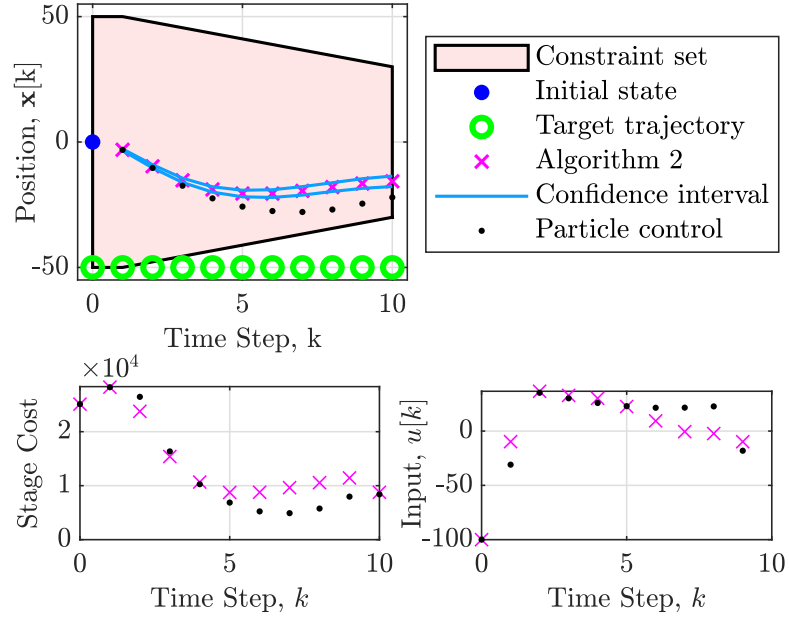 50
0
-50
Position, x[k]
0
5
10
Time Step, k
Constraint set
Initial state
Target trajectory
Algorithm 2
Confidence interval
Particle control
×10⁴
2
1
0
Stage Cost
0
5
10
Time Step, k
0
-50
-100
Input, u[k]
0
5
10
Time Step, k